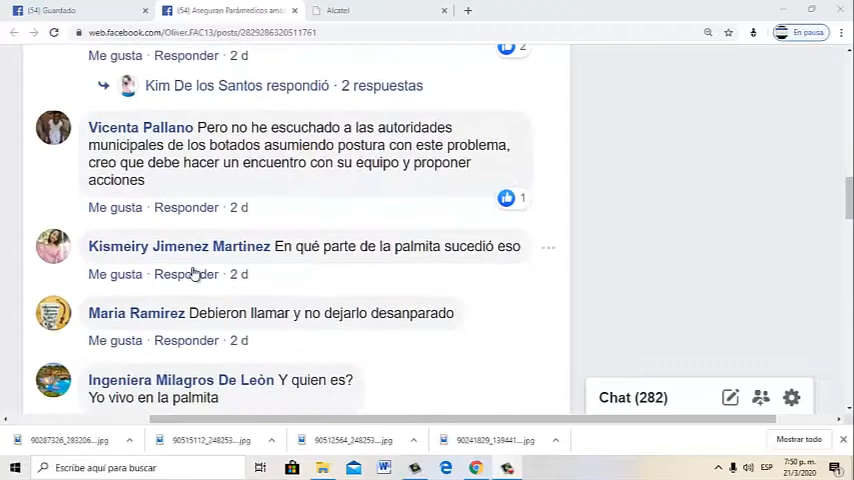 (54) Guardado
(54) Aseguran Parámedicos amb
Alcatel
web.facebook.com/Oliver.FAC13/posts/2829286320511761
En pausa
Me gusta · Responder · 2 d
2
Kim De los Santos respondió · 2 respuestas
Vicenta Pallano Pero no he escuchado a las autoridades
municipales de los botados asumiendo postura con este problema,
creo que debe hacer un encuentro con su equipo y proponer
acciones
1
Me gusta · Responder · 2 d
Kismeiry Jimenez Martinez En qué parte de la palmita sucedió eso
Me gusta · Responder · 2 d
Maria Ramirez Debieron llamar y no dejarlo desanparado
Me gusta · Responder · 2 d
Ingeniera Milagros De Leòn Y quien es?
Yo vivo en la palmita
Chat (282)
90287326_283206...jpg
90515112_248253...jpg
90512564_248253...jpg
90241829_139441...jpg
Mostrar todo
Escribe aquí para buscar
ESP
7:50 p. m.
21/3/2020